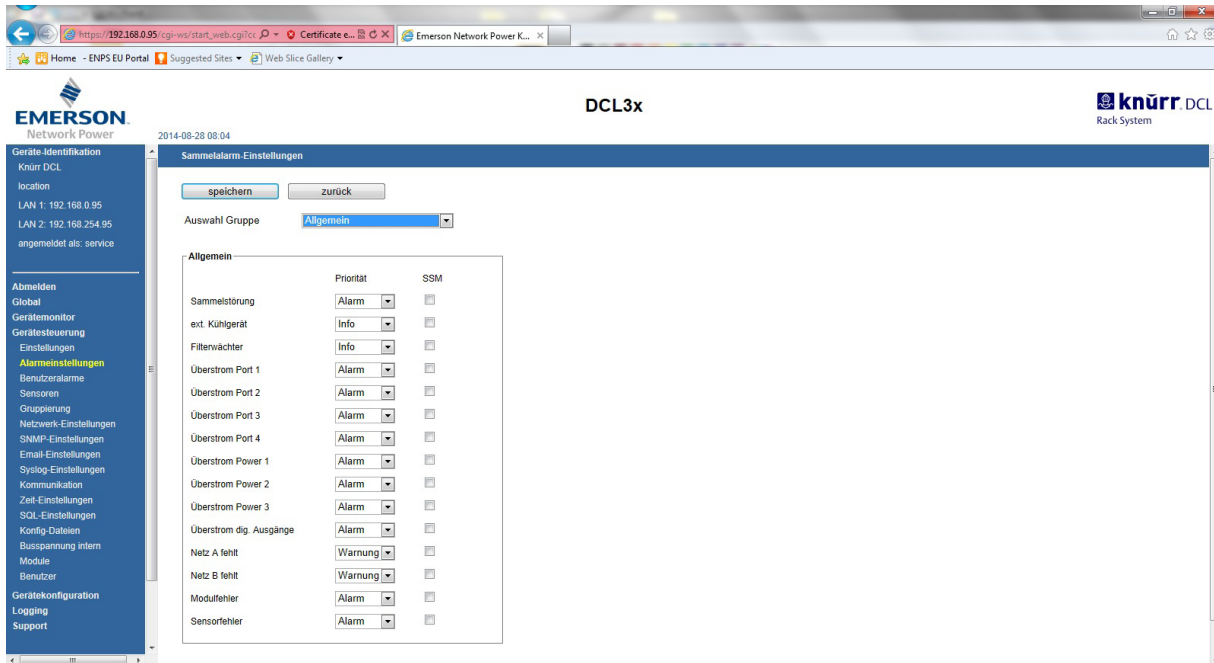 https://192.168.0.95/cgi-ws/start_web.cgi?cc
Certificate e...
Emerson Network Power K...
Home - ENPS EU Portal
Suggested Sites
Web Slice Gallery
EMERSON.
Network Power
2014-08-28 08:04
DCL3x
knürr.DCL
Rack System
Geräte-Identifikation
Knürr DCL
location
LAN 1: 192.168.0.95
LAN 2: 192.168.254.95
angemeldet als: service
Abmelden
Global
Gerätemonitor
Gerätesteuerung
Einstellungen
Alarmeinstellungen
Benutzeralarme
Sensoren
Gruppierung
Netzwerk-Einstellungen
SNMP-Einstellungen
Email-Einstellungen
Syslog-Einstellungen
Kommunikation
Zeit-Einstellungen
SQL-Einstellungen
Konfig-Dateien
Busspannung intern
Module
Benutzer
Gerätekonfiguration
Logging
Support
Sammelalarm-Einstellungen
speichern zurück
Auswahl Gruppe Allgemein
Allgemein
Priorität SSM
Sammelstörung Alarm
ext. Kühlgerät Info
Filterwächter Info
Überstrom Port 1 Alarm
Überstrom Port 2 Alarm
Überstrom Port 3 Alarm
Überstrom Port 4 Alarm
Überstrom Power 1 Alarm
Überstrom Power 2 Alarm
Überstrom Power 3 Alarm
Überstrom dig. Ausgänge Alarm
Netz A fehlt Warnung
Netz B fehlt Warnung
Modulfehler Alarm
Sensorfehler Alarm